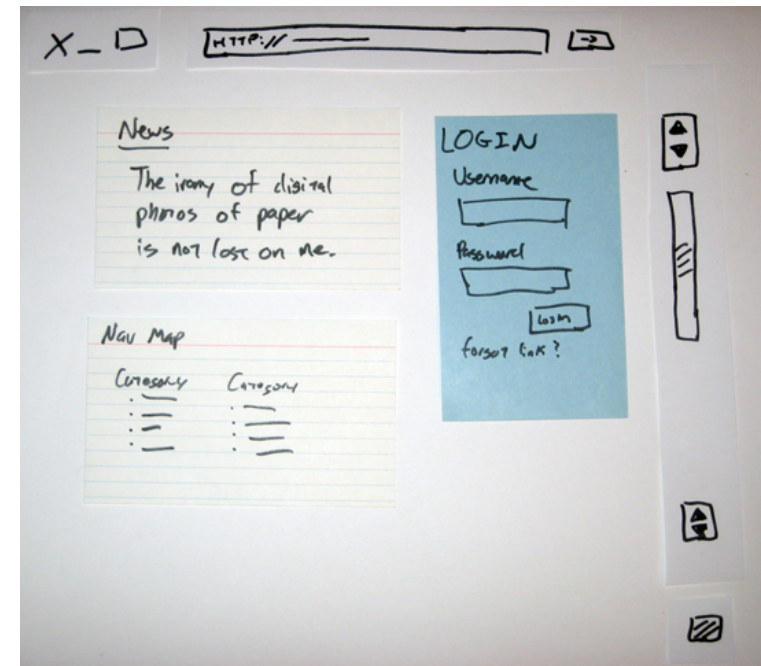 X _
HTTP://
News
The irony of digital
photos of paper
is not lost on me.
LOGIN
Username
Password
Login
forgot link?
Nav Map
Category Category